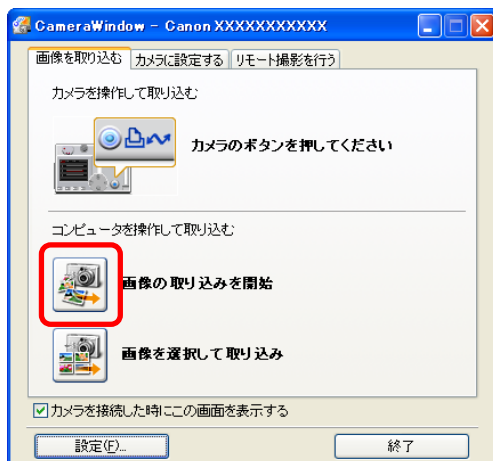 CameraWindow - Canon XXXXXXXXXXX
画像を取り込む カメラに設定する リモート撮影を行う
カメラを操作して取り込む
カメラのボタンを押してください
コンピュータを操作して取り込む
画像の取り込みを開始
画像を選択して取り込み
カメラを接続した時にこの画面を表示する
設定(F)... 終了